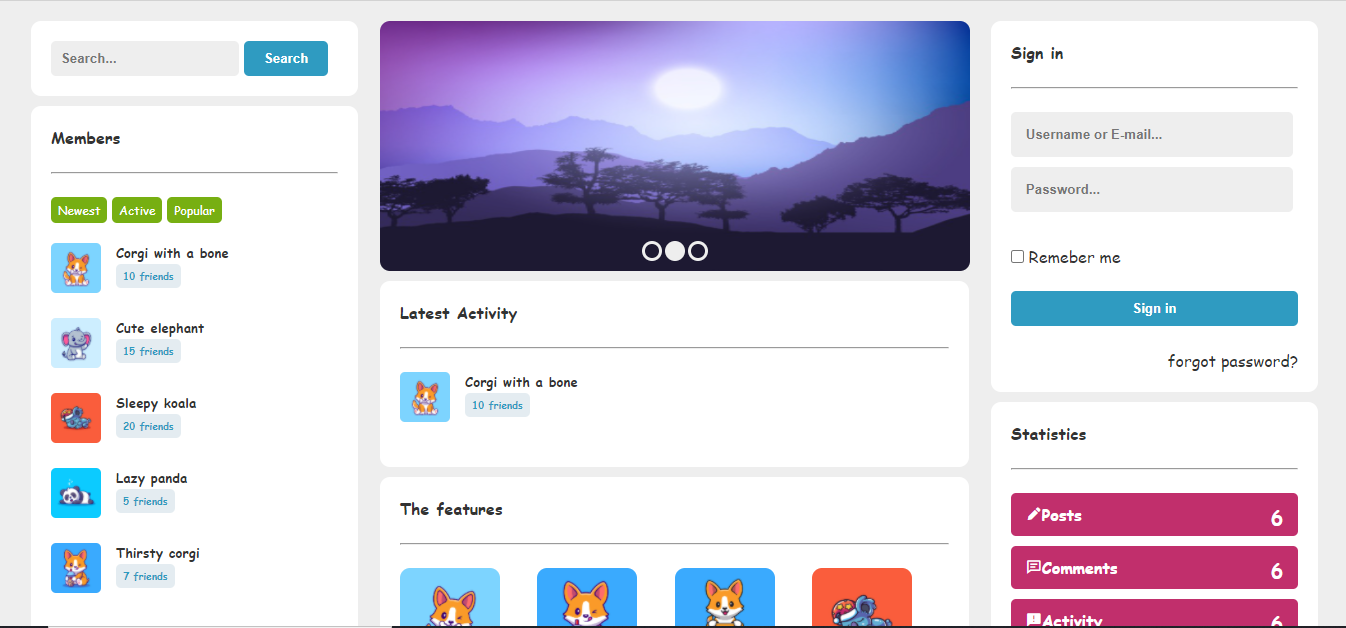 Search...
Search
Members
Newest
Active
Popular
Corgi with a bone
10 friends
Cute elephant
15 friends
Sleepy koala
20 friends
Lazy panda
5 friends
Thirsty corgi
7 friends
Latest Activity
Corgi with a bone
10 friends
The features
Sign in
Username or E-mail...
Password...
Remeber me
Sign in
forgot password?
Statistics
Posts 6
Comments 6
Activity 6